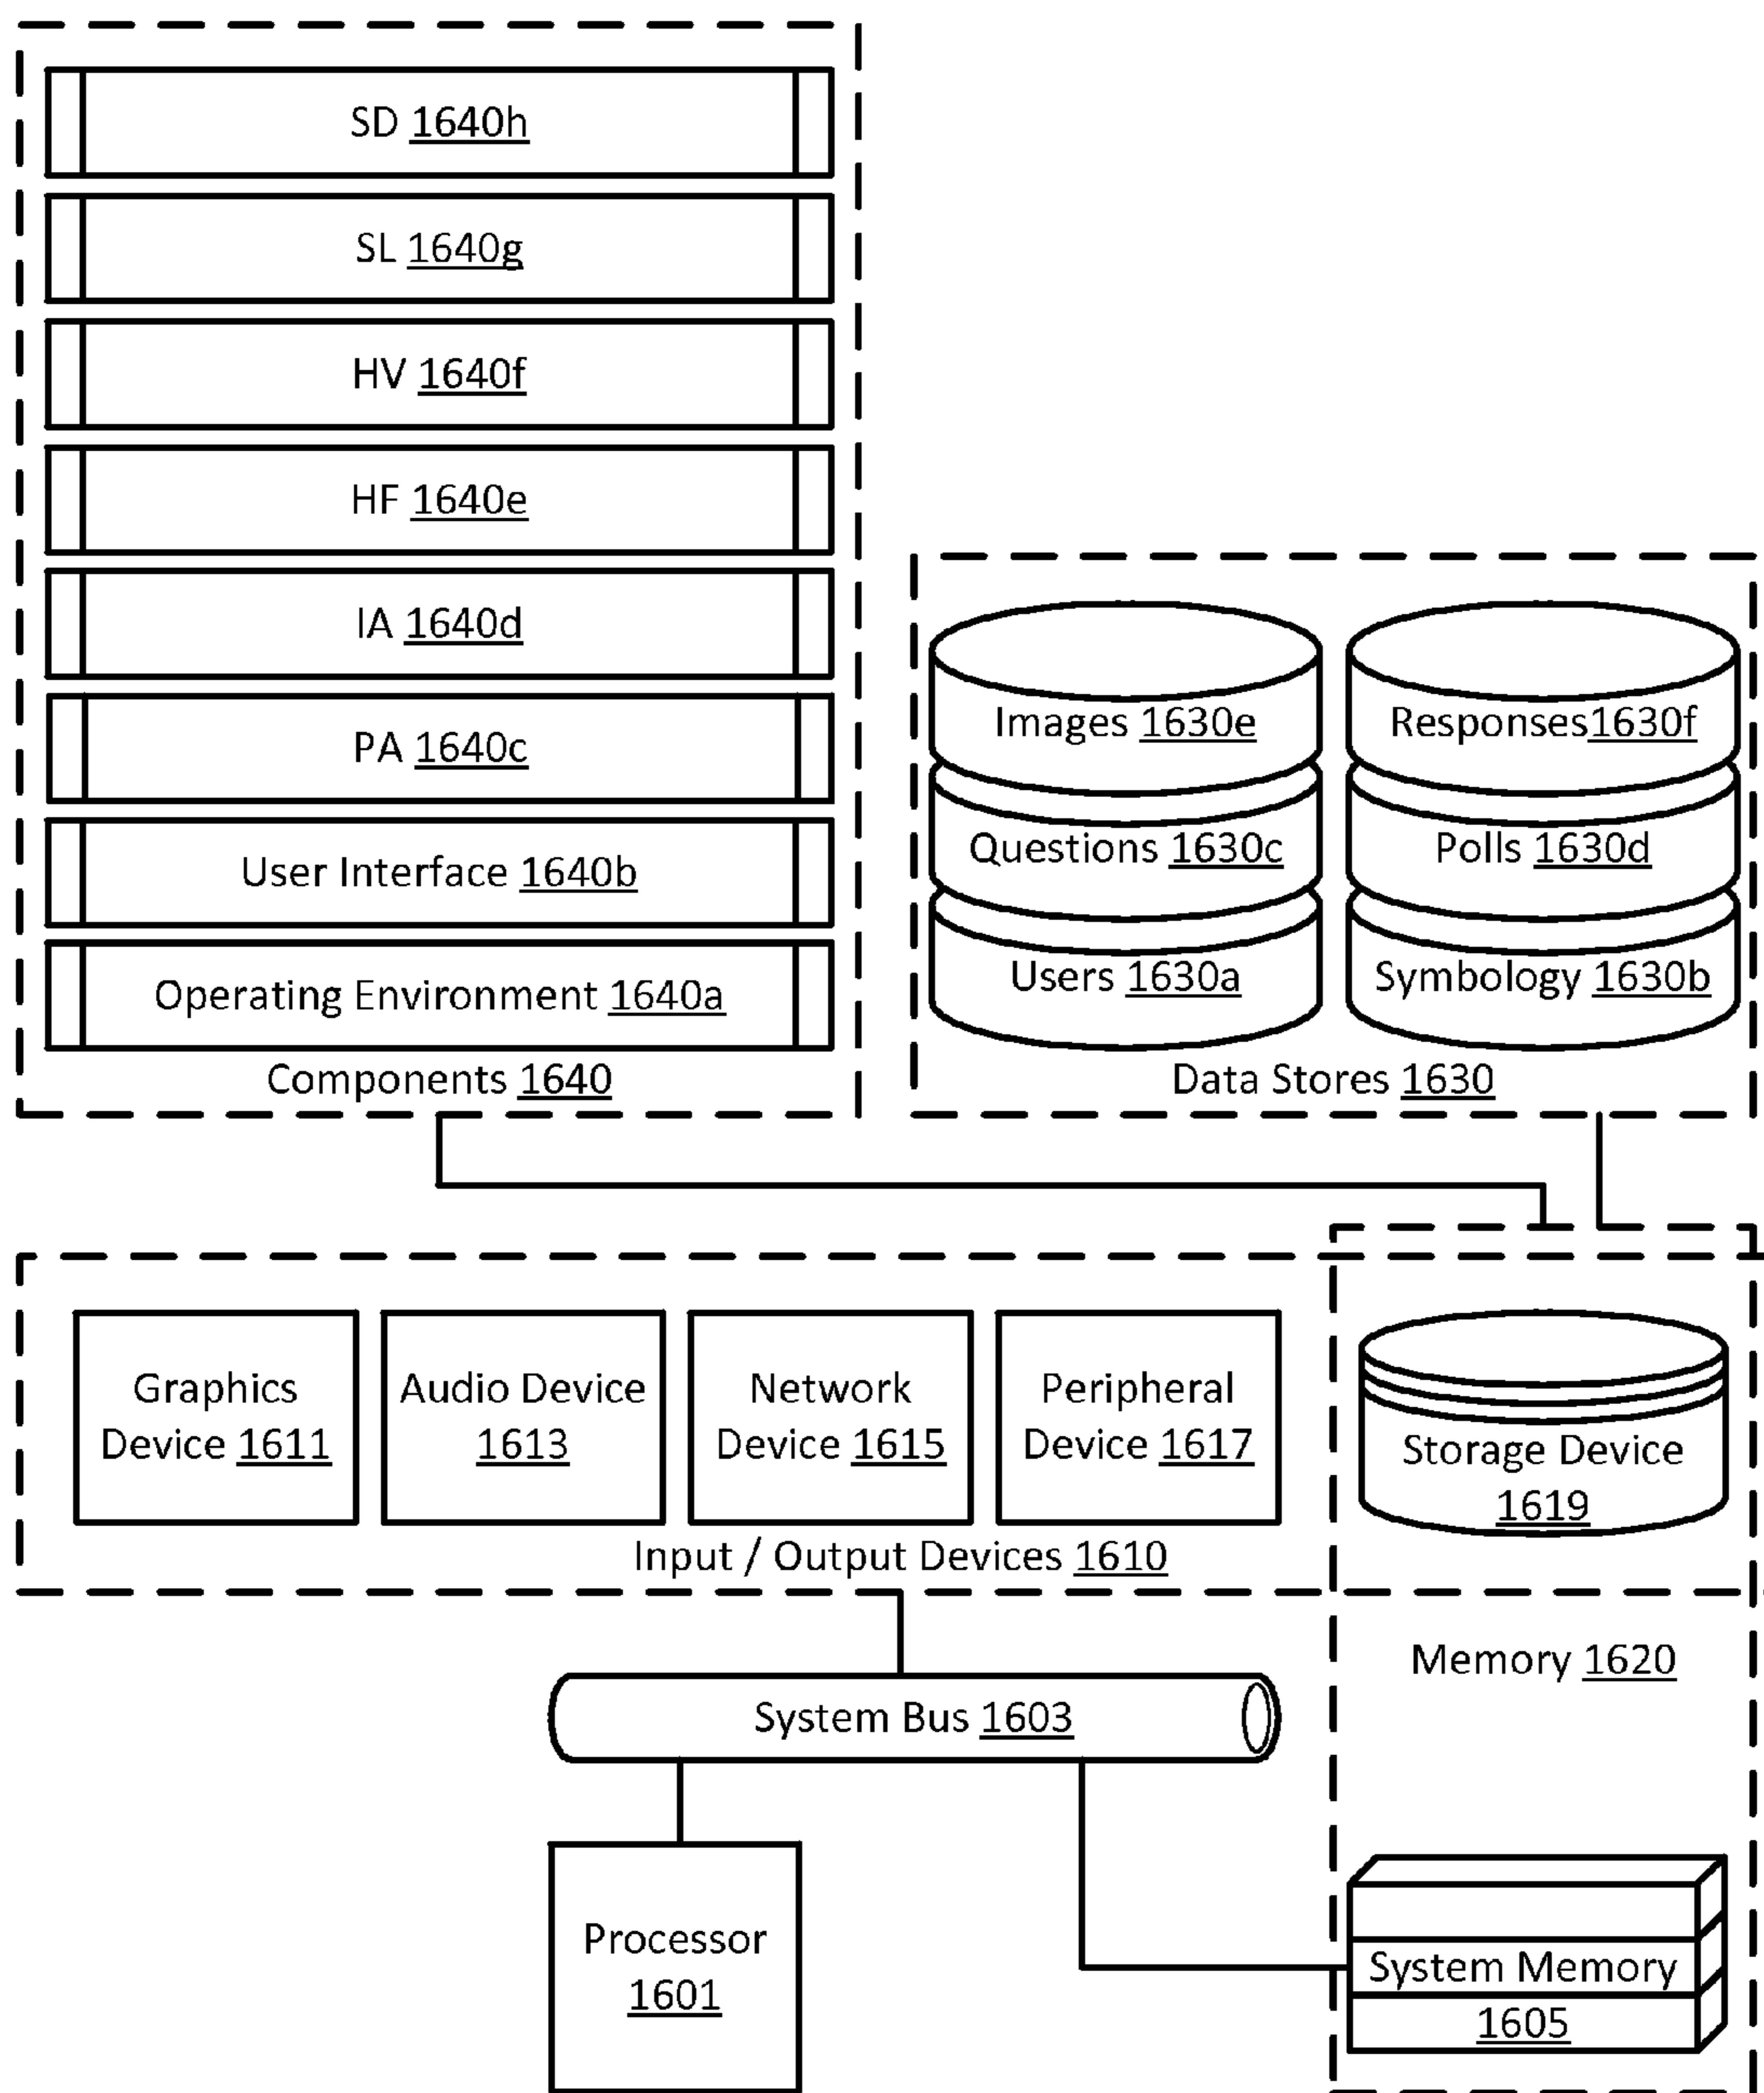 SD 1640h
SL 1640g
HV 1640f
HF 1640e
IA 1640d
PA 1640c
User Interface 1640b
Operating Environment 1640a
Components 1640
Images 1630e
Responses1630f
Questions 1630c
Polls 1630d
Users 1630a
Symbology 1630b
Data Stores 1630
Graphics
Device 1611
Audio Device
1613
Network
Device 1615
Peripheral
Device 1617
Storage Device
1619
Input / Output Devices 1610
Memory 1620
System Bus 1603
Processor
1601
System Memory
1605